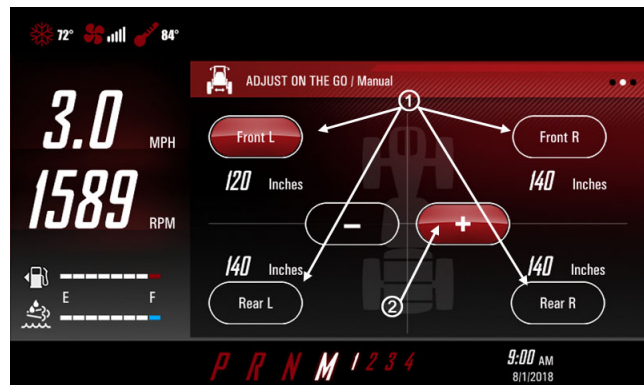 72° 84°
ADJUST ON THE GO / Manual
1
3.0 MPH
Front L
Front R
120 Inches
140 Inches
1589 RPM
−
+
140 Inches
140 Inches
E F
Rear L
2
Rear R
P R N M 1 2 3 4
9:00 AM
8/1/2018